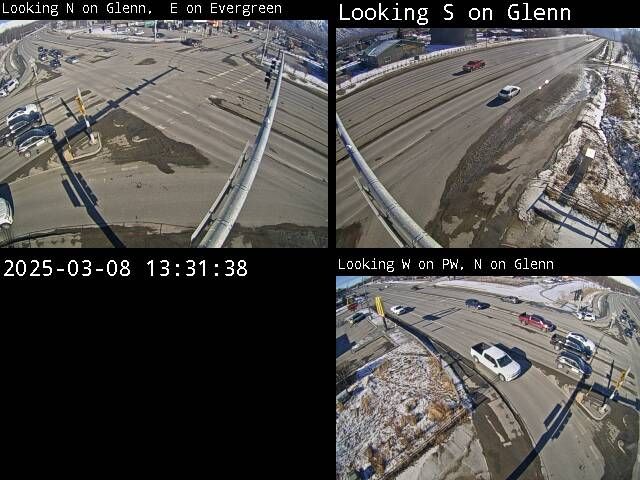 Looking N on Glenn,  E on Evergreen
Looking S on Glenn
2025-03-08 13:31:38
Looking W on PW, N on Glenn